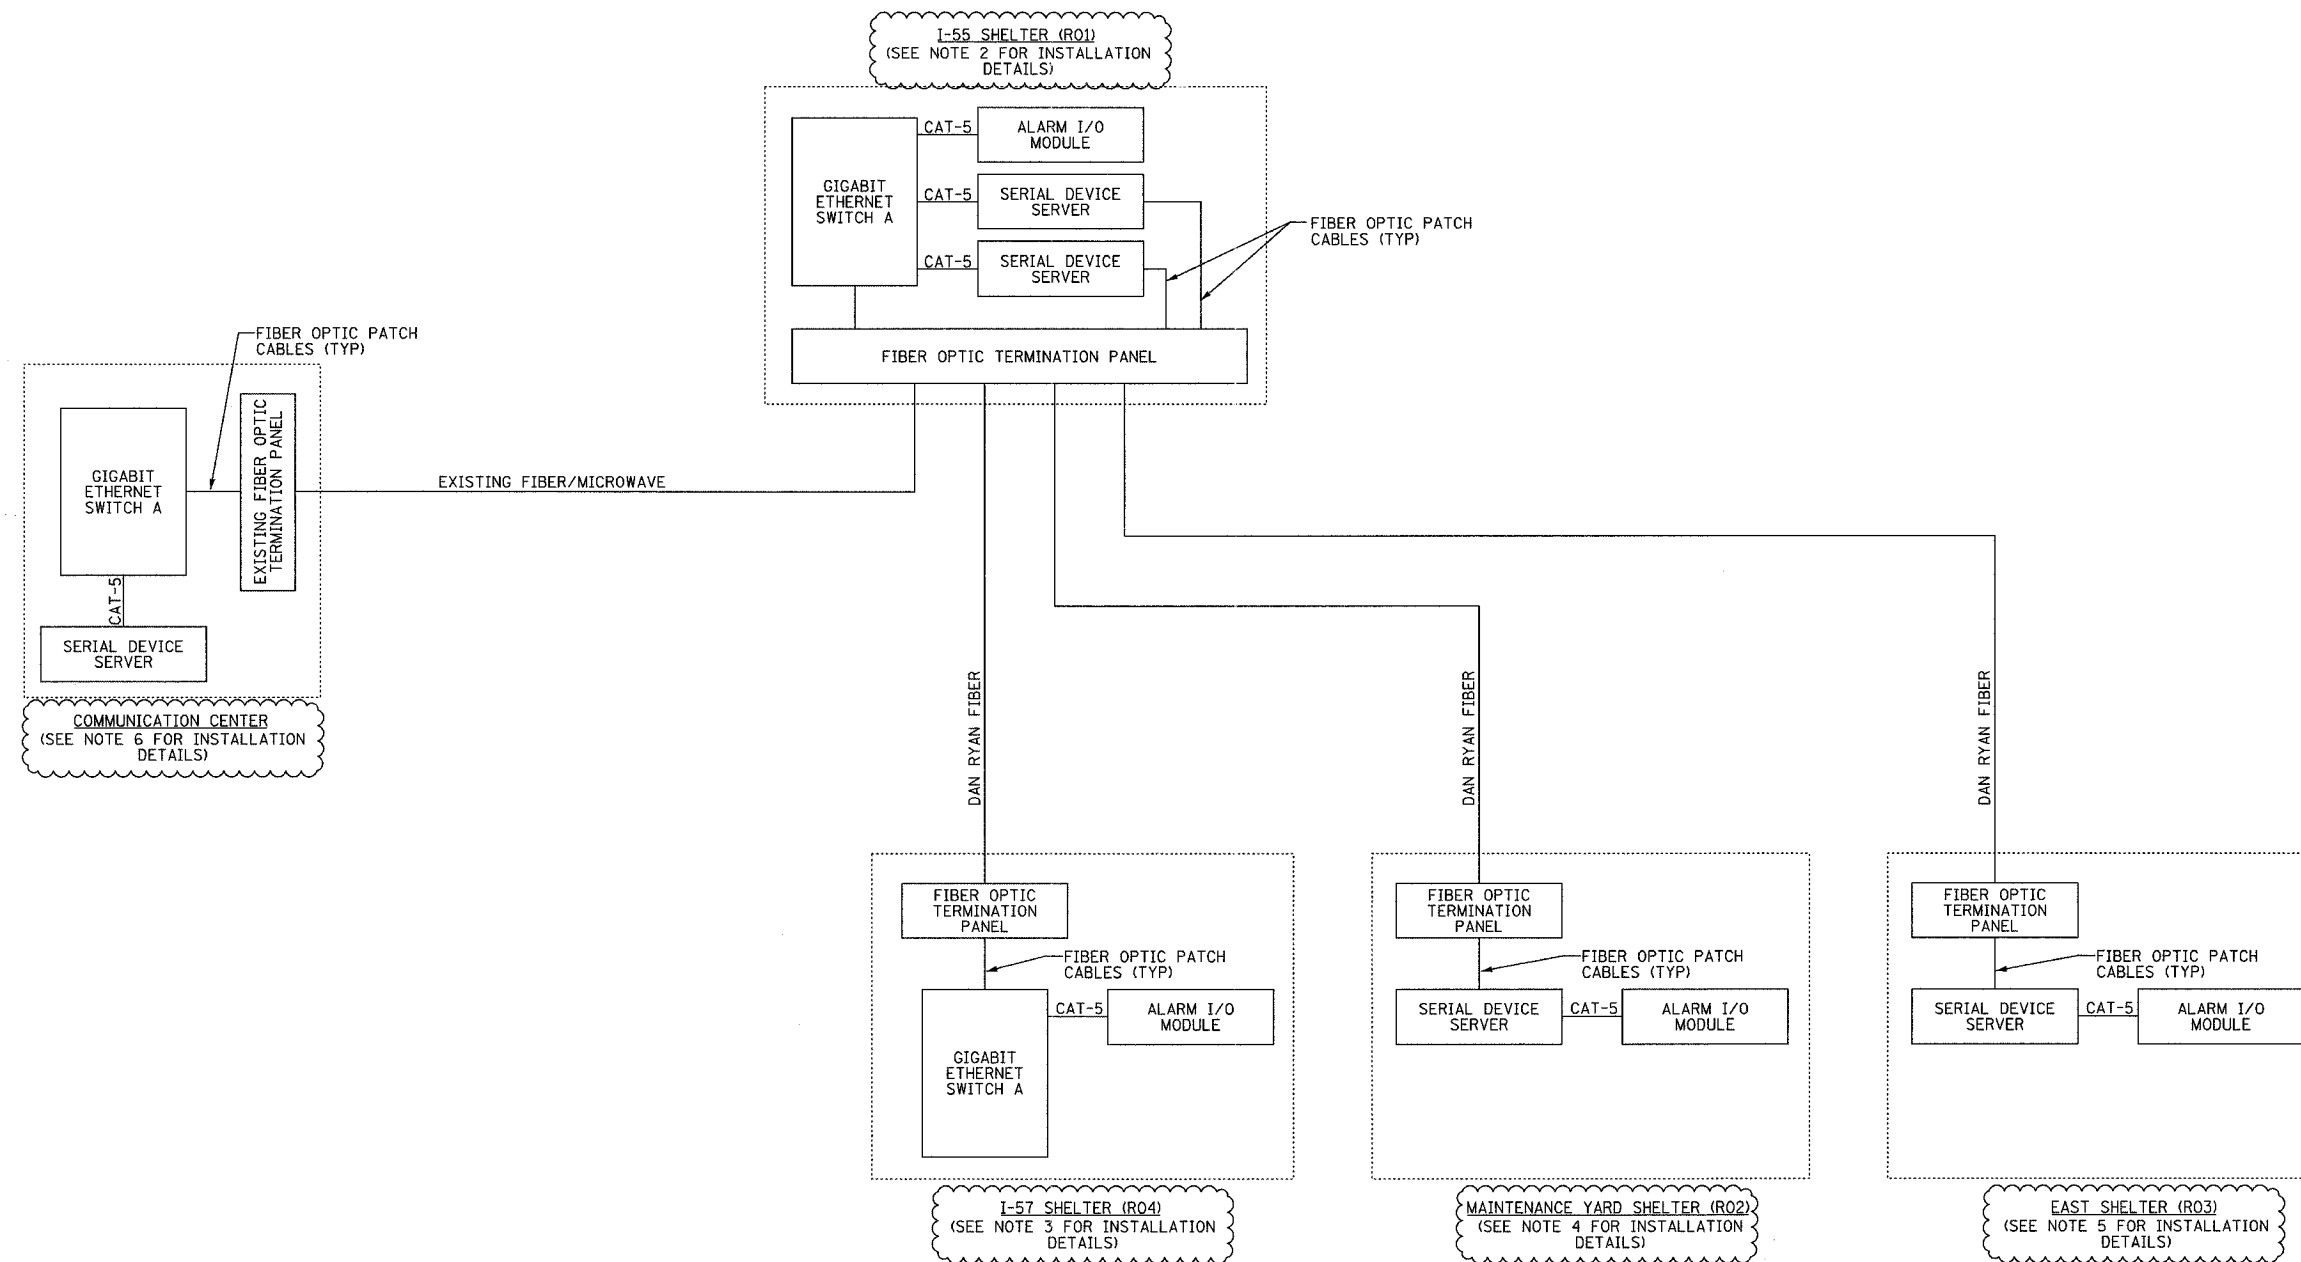 I-55 SHELTER (R01)
(SEE NOTE 2 FOR INSTALLATION
DETAILS)
CAT-5
ALARM I/O
MODULE
GIGABIT
ETHERNET
SWITCH A
CAT-5
SERIAL DEVICE
SERVER
CAT-5
SERIAL DEVICE
SERVER
FIBER OPTIC PATCH
CABLES (TYP)
FIBER OPTIC TERMINATION PANEL
FIBER OPTIC PATCH
CABLES (TYP)
GIGABIT
ETHERNET
SWITCH A
EXISTING FIBER OPTIC
TERMINATION PANEL
EXISTING FIBER/MICROWAVE
CAT-5
SERIAL DEVICE
SERVER
COMMUNICATION CENTER
(SEE NOTE 6 FOR INSTALLATION
DETAILS)
DAN RYAN FIBER
DAN RYAN FIBER
DAN RYAN FIBER
FIBER OPTIC
TERMINATION
PANEL
FIBER OPTIC PATCH
CABLES (TYP)
CAT-5
ALARM I/O
MODULE
GIGABIT
ETHERNET
SWITCH A
I-57 SHELTER (R04)
(SEE NOTE 3 FOR INSTALLATION
DETAILS)
FIBER OPTIC
TERMINATION
PANEL
FIBER OPTIC PATCH
CABLES (TYP)
SERIAL DEVICE
SERVER
CAT-5
ALARM I/O
MODULE
MAINTENANCE YARD SHELTER (R02)
(SEE NOTE 4 FOR INSTALLATION
DETAILS)
FIBER OPTIC
TERMINATION
PANEL
FIBER OPTIC PATCH
CABLES (TYP)
SERIAL DEVICE
SERVER
CAT-5
ALARM I/O
MODULE
EAST SHELTER (R03)
(SEE NOTE 5 FOR INSTALLATION
DETAILS)